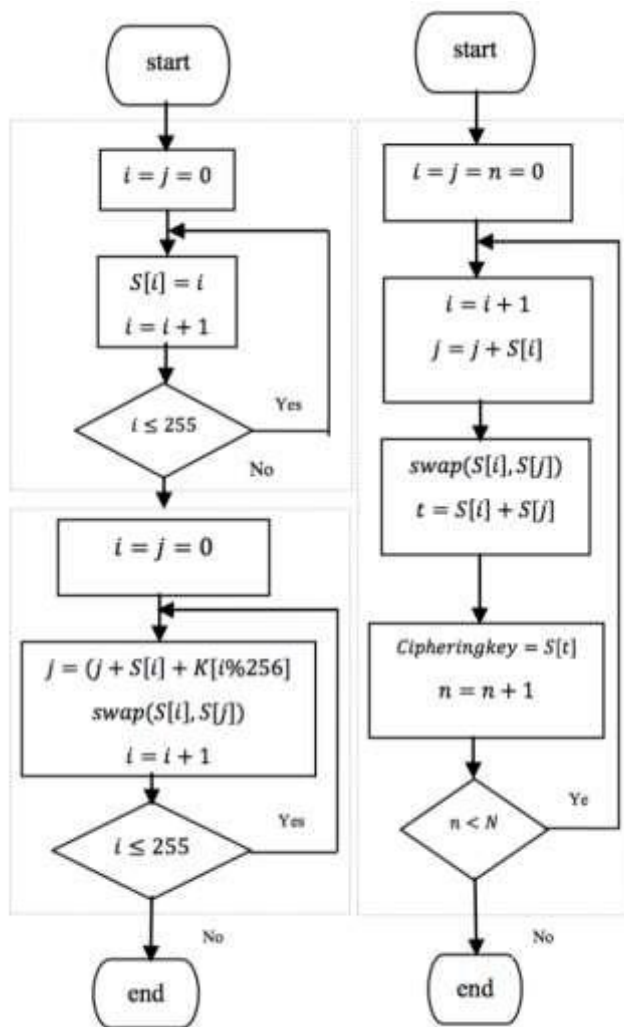 start
i = j = 0
S[i] = i
i = i + 1
i ≤ 255
Yes
No
i = j = 0
j = (j + S[i] + K[i%256]
swap(S[i], S[j])
i = i + 1
i ≤ 255
Yes
No
end
start
i = j = n = 0
i = i + 1
j = j + S[i]
swap(S[i], S[j])
t = S[i] + S[j]
Cipheringkey = S[t]
n = n + 1
n < N
Ye
No
end